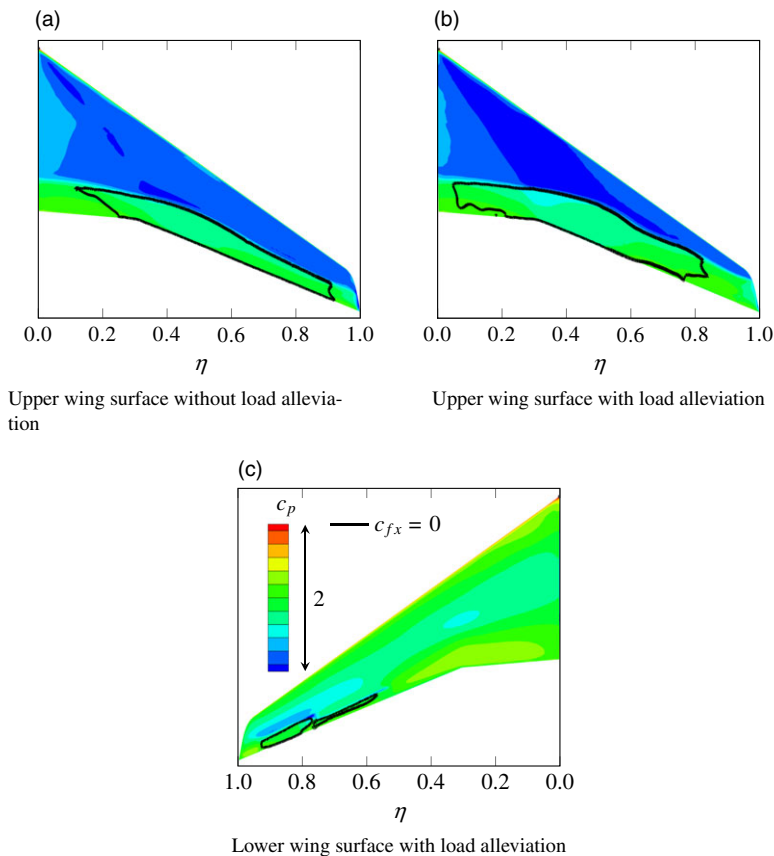 (a)
(b)
0.0 0.2 0.4 0.6 0.8 1.0
η
0.0 0.2 0.4 0.6 0.8 1.0
η
Upper wing surface without load allevia-
tion
Upper wing surface with load alleviation
(c)
c_p
c_{fx} = 0
2
1.0 0.8 0.6 0.4 0.2 0.0
η
Lower wing surface with load alleviation